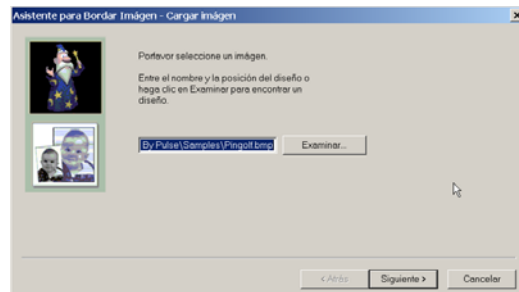 Asistente para Bordar Imágen - Cargar imágen
Porfavor seleccione un imágen.
Entre el nombre y la posición del diseño o
haga clic en Examinar para encontrar un
diseño.
By Pulse\Samples\Pingolf.bmp
Examinar...
< Atrás
Siguiente >
Cancelar